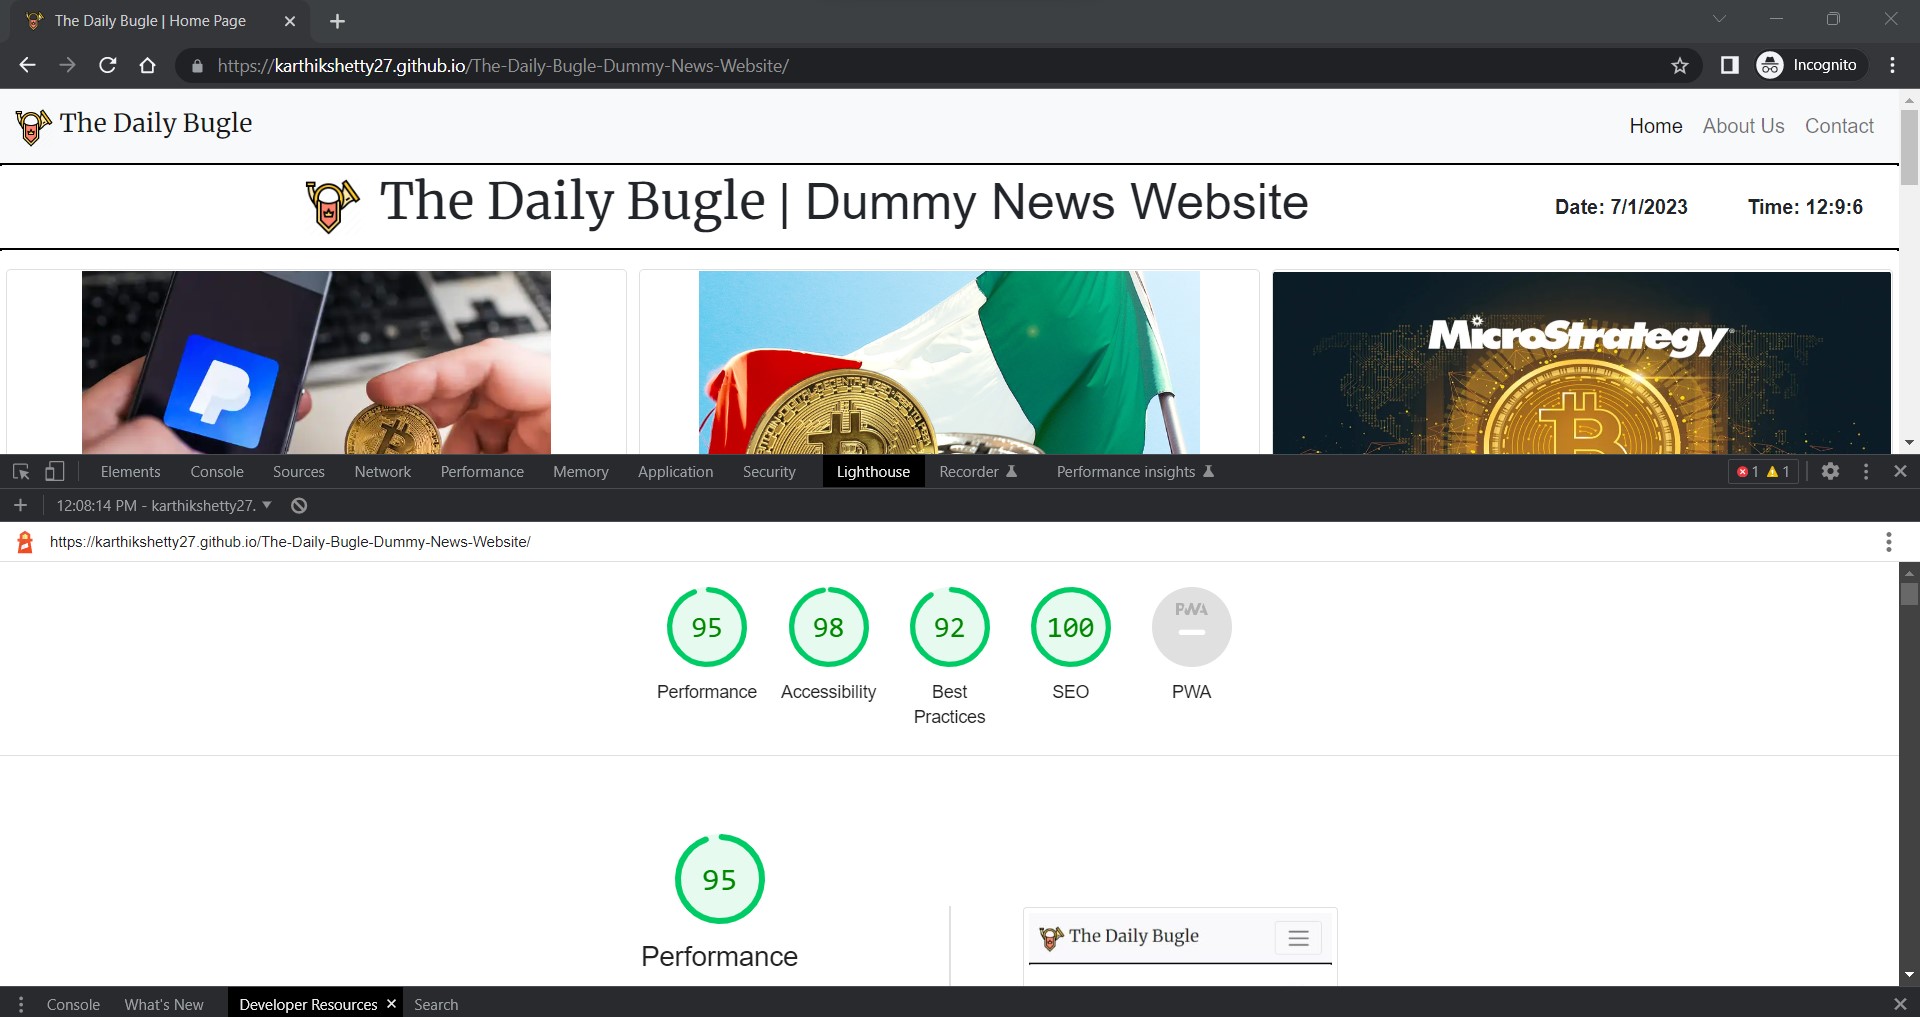 The Daily Bugle | Home Page
https://karthikshetty27.github.io/The-Daily-Bugle-Dummy-News-Website/
Incognito
The Daily Bugle
Home About Us Contact
The Daily Bugle | Dummy News Website
Date: 7/1/2023 Time: 12:9:6
MicroStrategy
Elements Console Sources Network Performance Memory Application Security Lighthouse Recorder Performance insights 1 1
12:08:14 PM - karthikshetty27.
https://karthikshetty27.github.io/The-Daily-Bugle-Dummy-News-Website/
95 98 92 100 PWA
Performance Accessibility Best Practices SEO PWA
95
Performance
The Daily Bugle
Console What's New Developer Resources Search